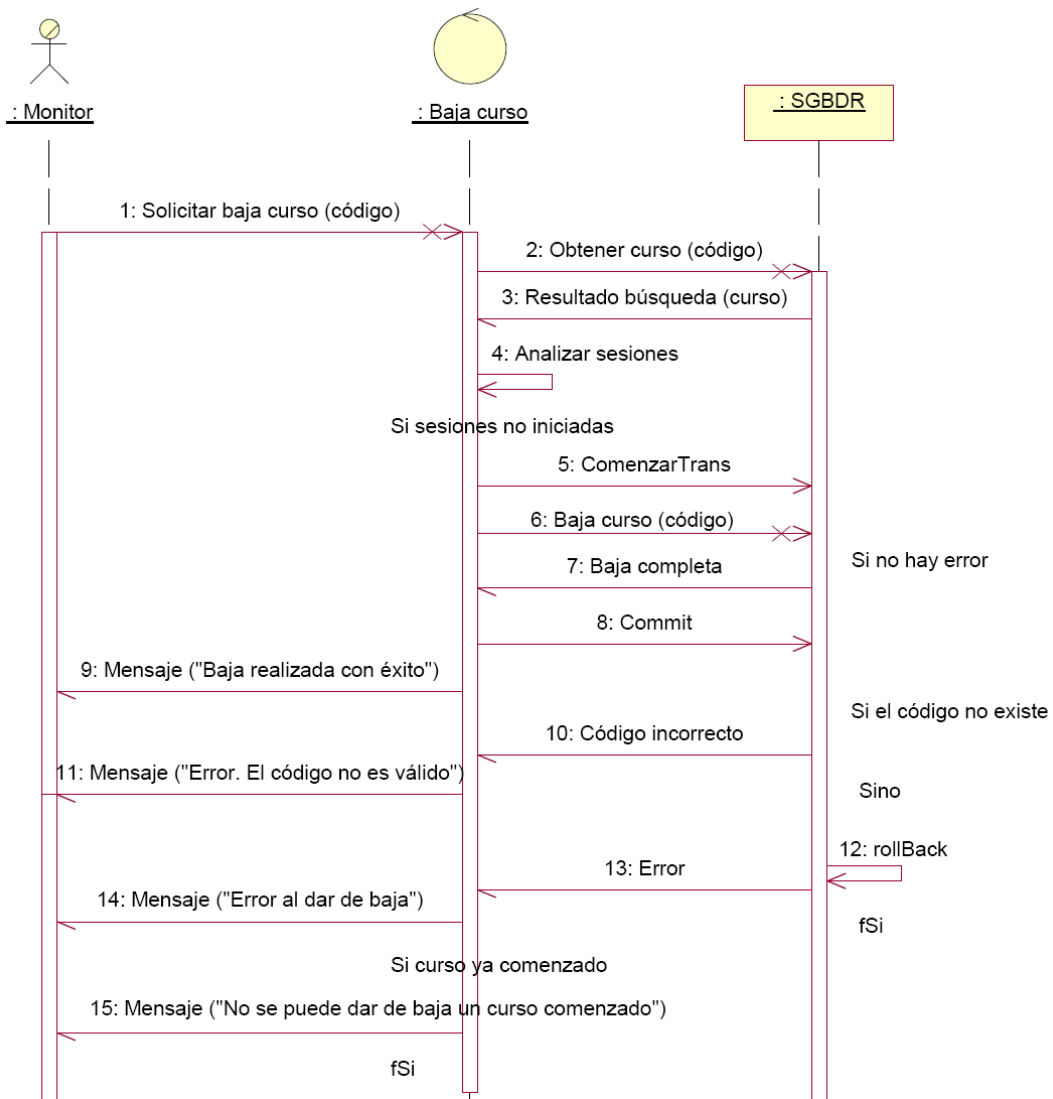 : Monitor
: Baja curso
: SGBDR
1: Solicitar baja curso (código)
2: Obtener curso (código)
3: Resultado búsqueda (curso)
4: Analizar sesiones
Si sesiones no iniciadas
5: ComenzarTrans
6: Baja curso (código)
Si no hay error
7: Baja completa
8: Commit
9: Mensaje ("Baja realizada con éxito")
Si el código no existe
10: Código incorrecto
11: Mensaje ("Error. El código no es válido")
Sino
12: rollBack
13: Error
14: Mensaje ("Error al dar de baja")
fSi
Si curso ya comenzado
15: Mensaje ("No se puede dar de baja un curso comenzado")
fSi